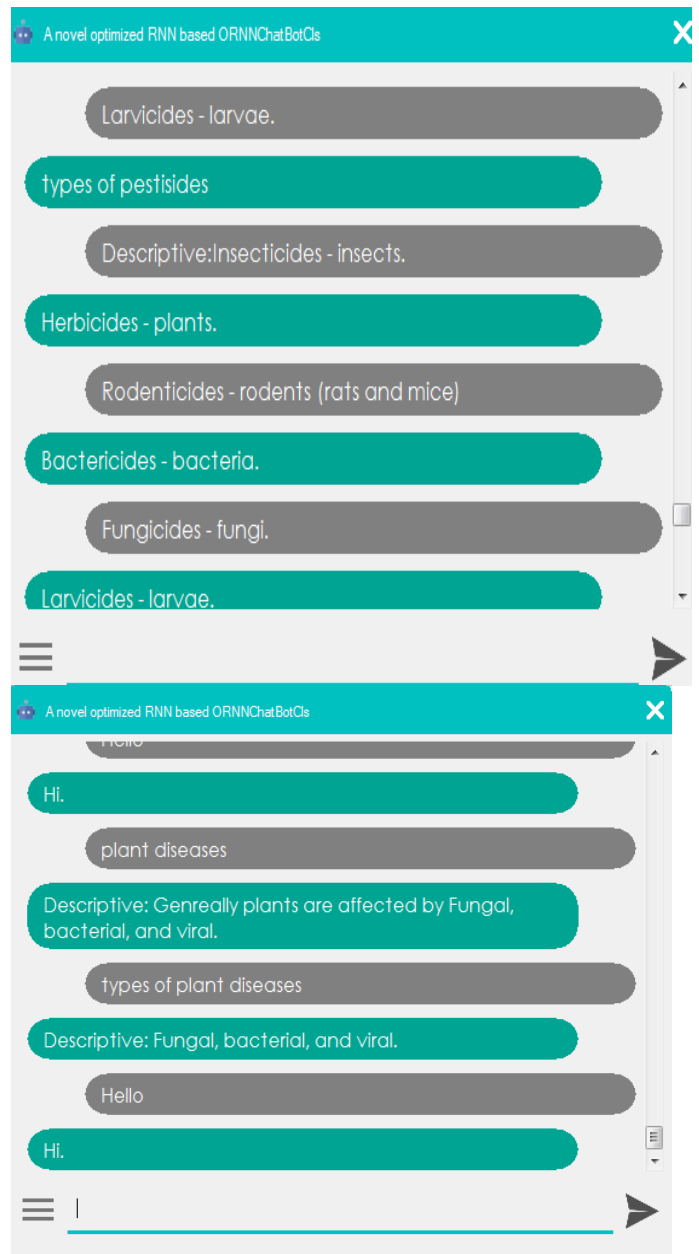 A novel optimized RNN based ORNNChatBotCls
Larvicides - larvae.
types of pestisides
Descriptive:Insecticides - insects.
Herbicides - plants.
Rodenticides - rodents (rats and mice)
Bactericides - bacteria.
Fungicides - fungi.
Larvicides - larvae.
A novel optimized RNN based ORNNChatBotCls
Hello
Hi.
plant diseases
Descriptive: Genreally plants are affected by Fungal,
bacterial, and viral.
types of plant diseases
Descriptive: Fungal, bacterial, and viral.
Hello
Hi.